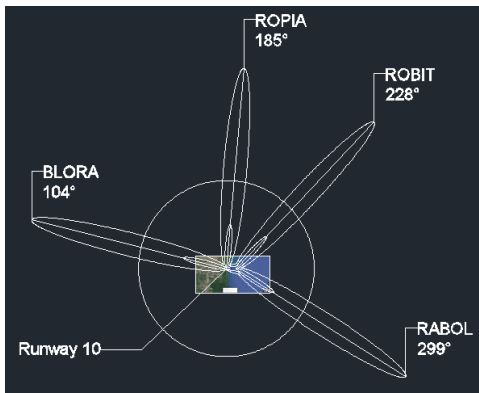 ROPIA
185°
ROBIT
228°
BLORA
104°
RABOL
299°
Runway 10